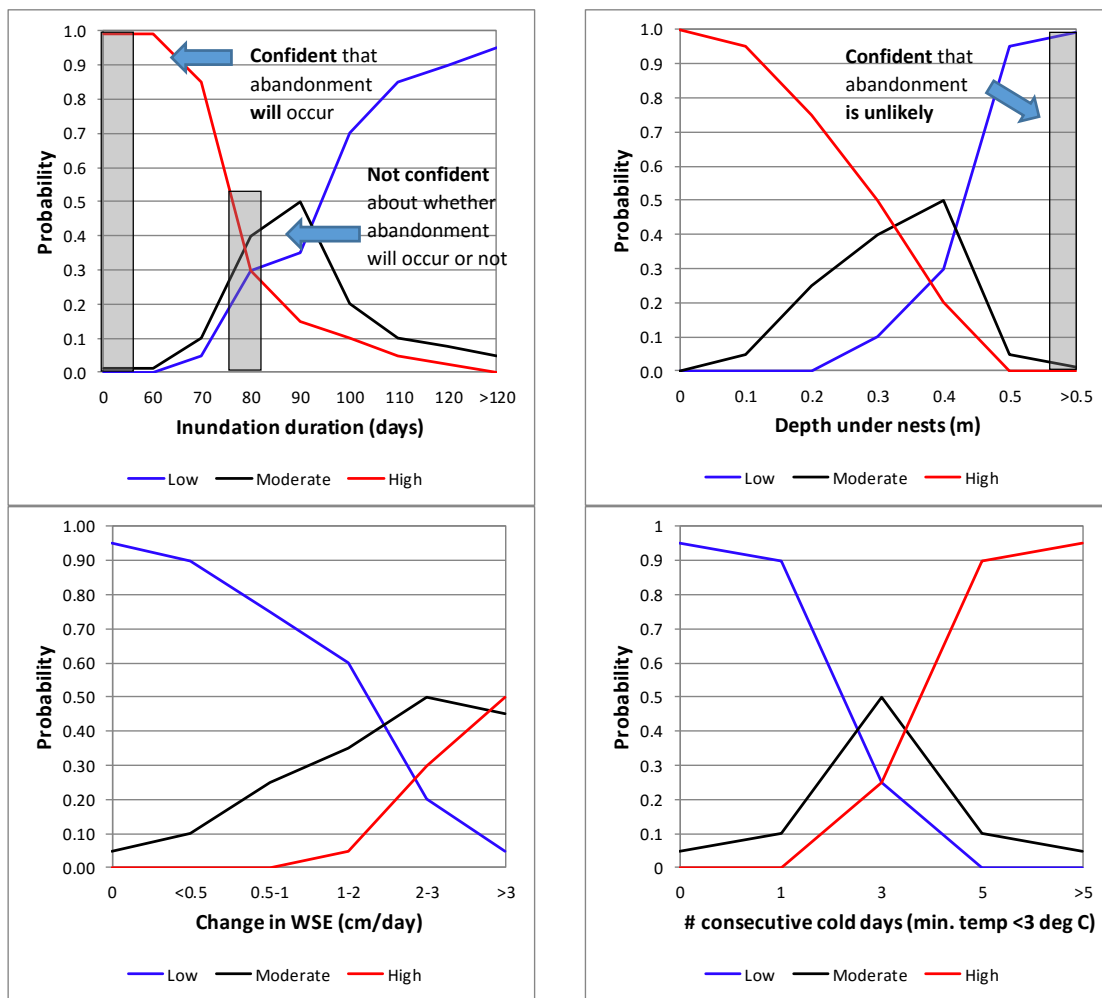 1.0
0.9
0.8
0.7
0.6
0.5
0.4
0.3
0.2
0.1
0.0
Probability
Confident that
abandonment
will occur
Not confident
about whether
abandonment
will occur or not
0 60 70 80 90 100 110 120 >120
Inundation duration (days)
Low Moderate High
1.0
0.9
0.8
0.7
0.6
0.5
0.4
0.3
0.2
0.1
0.0
Probability
Confident that
abandonment
is unlikely
0 0.1 0.2 0.3 0.4 0.5 >0.5
Depth under nests (m)
Low Moderate High
1.00
0.90
0.80
0.70
0.60
0.50
0.40
0.30
0.20
0.10
0.00
Probability
0 <0.5 0.5-1 1-2 2-3 >3
Change in WSE (cm/day)
Low Moderate High
1
0.9
0.8
0.7
0.6
0.5
0.4
0.3
0.2
0.1
0
Probability
0 1 3 5 >5
# consecutive cold days (min. temp <3 deg C)
Low Moderate High